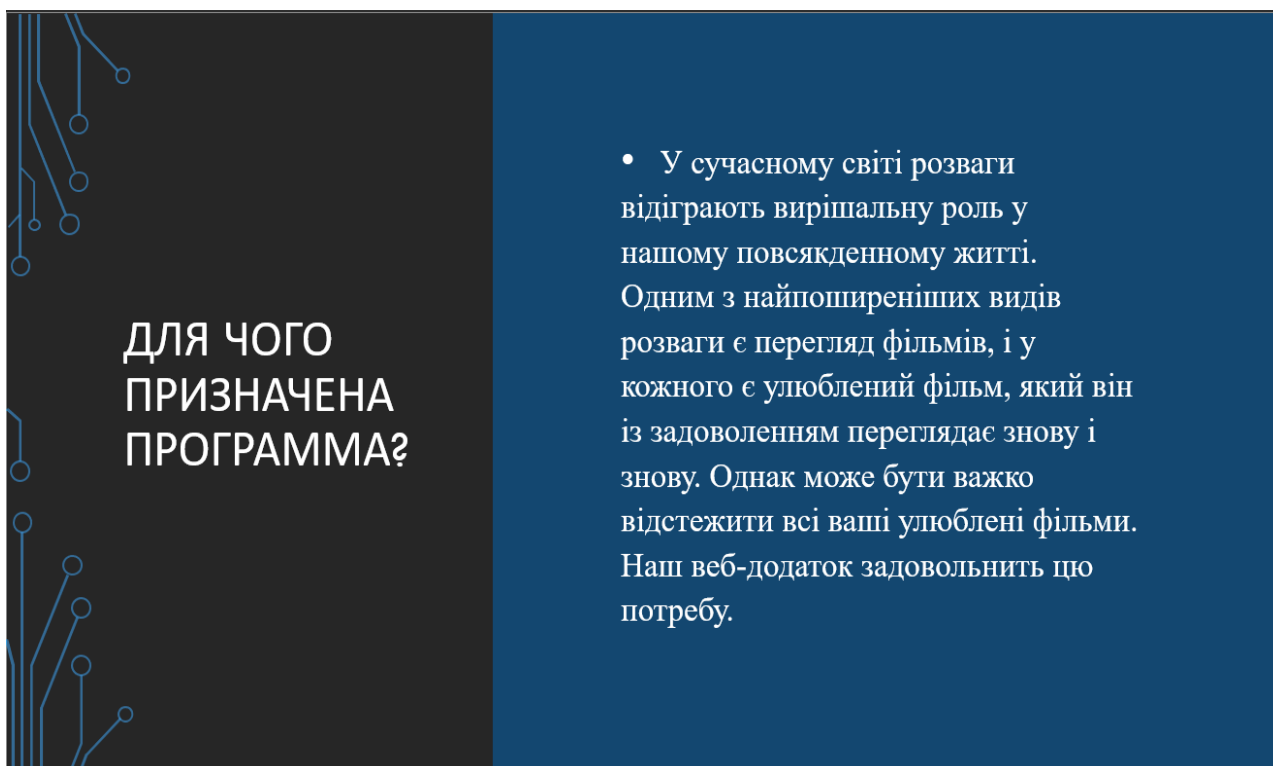 ДЛЯ ЧОГО
ПРИЗНАЧЕНА
ПРОГРАММА?
• У сучасному світі розваги
відіграють вирішальну роль у
нашому повсякденному житті.
Одним з найпоширеніших видів
розваги є перегляд фільмів, і у
кожного є улюблений фільм, який він
із задоволенням переглядає знову і
знову. Однак може бути важко
відстежити всі ваші улюблені фільми.
Наш веб-додаток задовольнить цю
потребу.